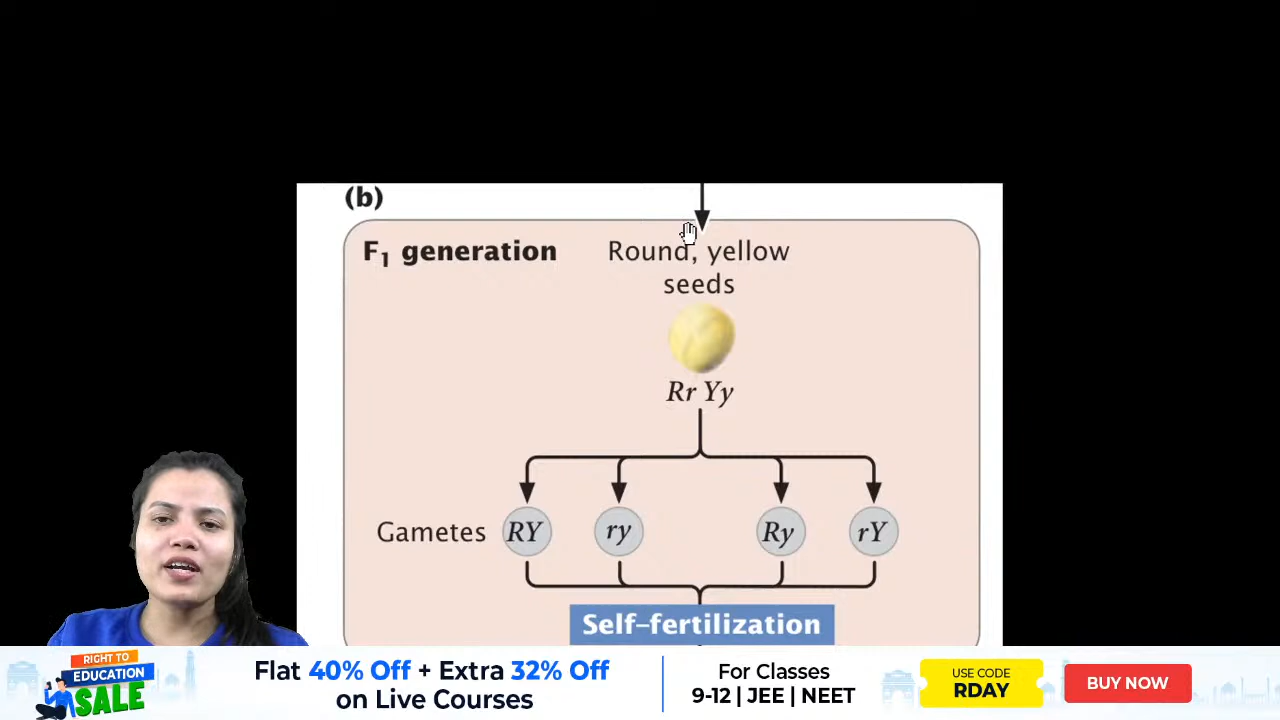 (b)
F₁ generation
Round, yellow
seeds
Rr Yy
Gametes RY ry Ry rY
Self–fertilization
RIGHT TO
EDUCATION
SALE
Flat 40% Off + Extra 32% Off
on Live Courses
For Classes
9-12 | JEE | NEET
USE CODE
RDAY
BUY NOW